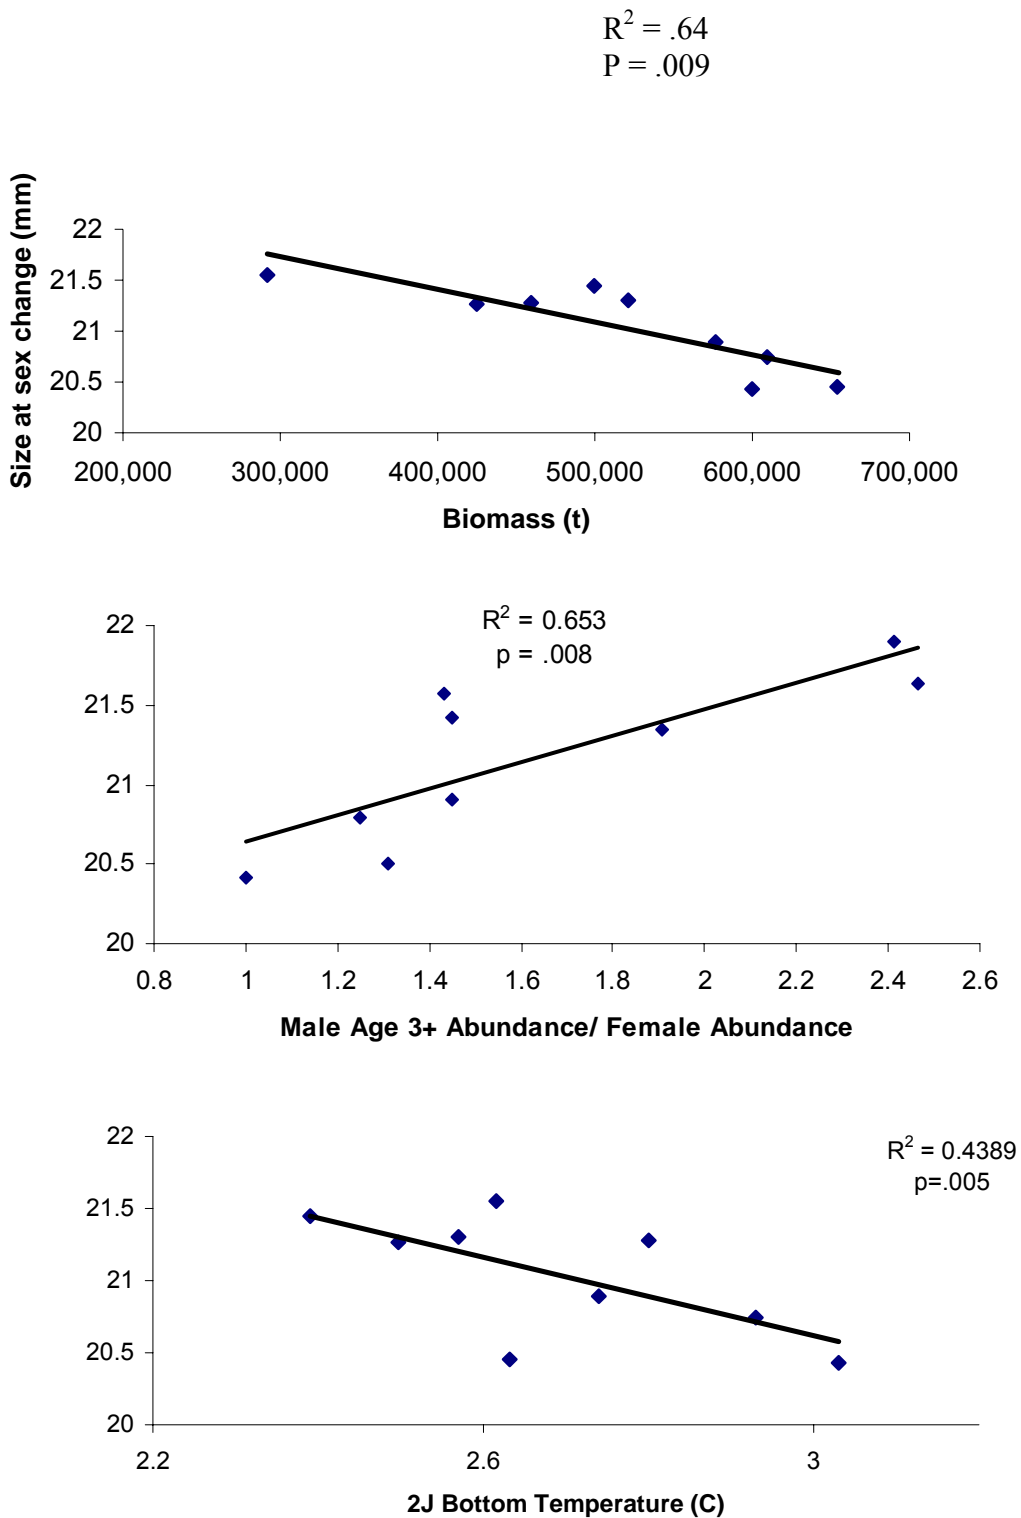 R² = .64
P = .009
Size at sex change (mm)
22
21.5
21
20.5
20
200,000 300,000 400,000 500,000 600,000 700,000
Biomass (t)
R² = 0.653
p = .008
22
21.5
21
20.5
20
0.8 1 1.2 1.4 1.6 1.8 2 2.2 2.4 2.6
Male Age 3+ Abundance/ Female Abundance
R² = 0.4389
p=.005
22
21.5
21
20.5
20
2.2 2.6 3
2J Bottom Temperature (C)